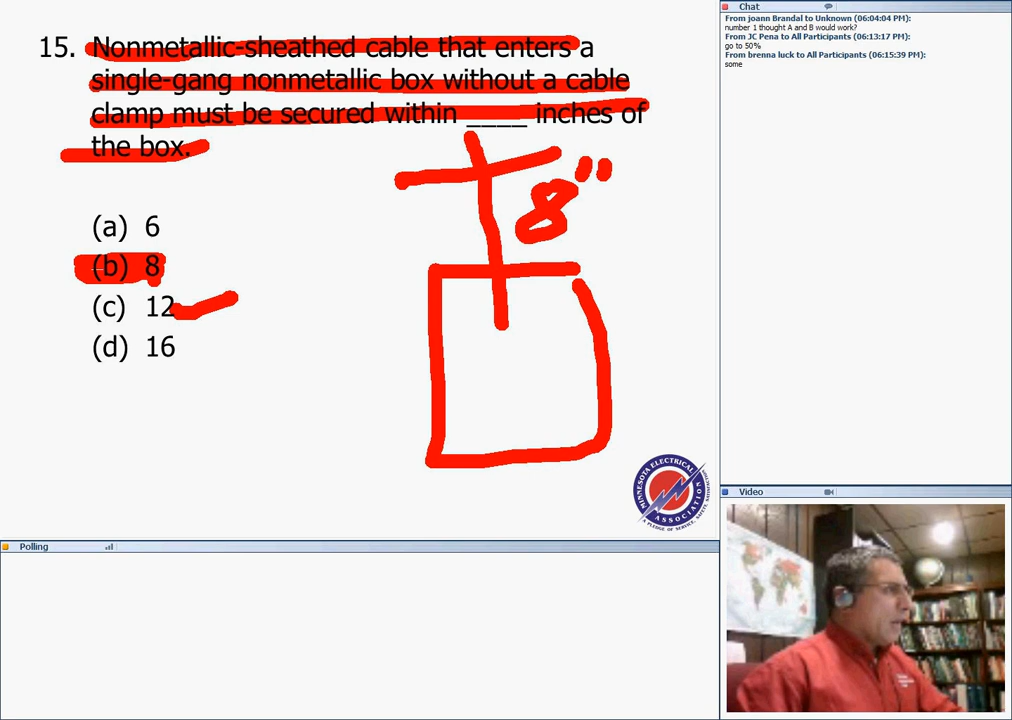 15. Nonmetallic-sheathed cable that enters a
single-gang nonmetallic box without a cable
clamp must be secured within ____ inches of
the box.
8"
(a) 6
(b) 8
(c) 12
(d) 16
MINNESOTA ELECTRICAL
ASSOCIATION
Chat
From joann Brandal to Unknown (06:04:04 PM):
number 1 thought A and B would work?
From JC Pena to All Participants (06:13:17 PM):
go to 50%
From brenna luck to All Participants (06:15:39 PM):
some
Video
Polling